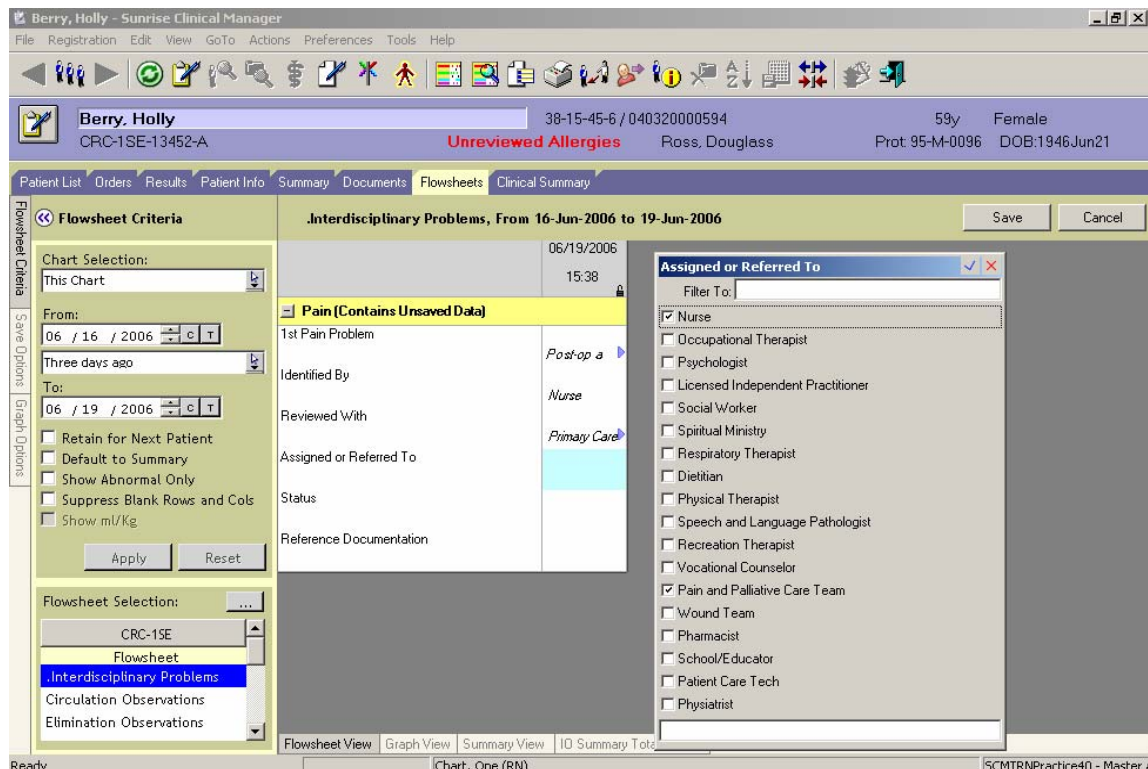 Berry, Holly - Sunrise Clinical Manager
File Registration Edit View GoTo Actions Preferences Tools Help
Berry, Holly
38-15-45-6 / 040320000594
59y Female
CRC-1SE-13452-A
Unreviewed Allergies
Ross, Douglass
Prot: 95-M-0096 DOB:1946Jun21
Patient List Orders Results Patient Info Summary Documents Flowsheets Clinical Summary
Flowsheet Criteria
Save Options
Graph Options
Flowsheet Criteria
.Interdisciplinary Problems, From 16-Jun-2006 to 19-Jun-2006
Save Cancel
Chart Selection:
This Chart
From:
06 / 16 / 2006 C T
Three days ago
To:
06 / 19 / 2006 C T
Retain for Next Patient
Default to Summary
Show Abnormal Only
Suppress Blank Rows and Cols
Show ml/Kg
Apply Reset
Flowsheet Selection: ...
CRC-1SE
Flowsheet
.Interdisciplinary Problems
Circulation Observations
Elimination Observations
06/19/2006
15:38
Pain (Contains Unsaved Data)
1st Pain Problem
Post-op a
Identified By
Nurse
Reviewed With
Primary Care
Assigned or Referred To
Status
Reference Documentation
Assigned or Referred To
Filter To:
Nurse
Occupational Therapist
Psychologist
Licensed Independent Practitioner
Social Worker
Spiritual Ministry
Respiratory Therapist
Dietitian
Physical Therapist
Speech and Language Pathologist
Recreation Therapist
Vocational Counselor
Pain and Palliative Care Team
Wound Team
Pharmacist
School/Educator
Patient Care Tech
Physiatrist
Flowsheet View Graph View Summary View IO Summary Tota
Ready
Chart, One (RN)
SCMTRNPractice40 - Master